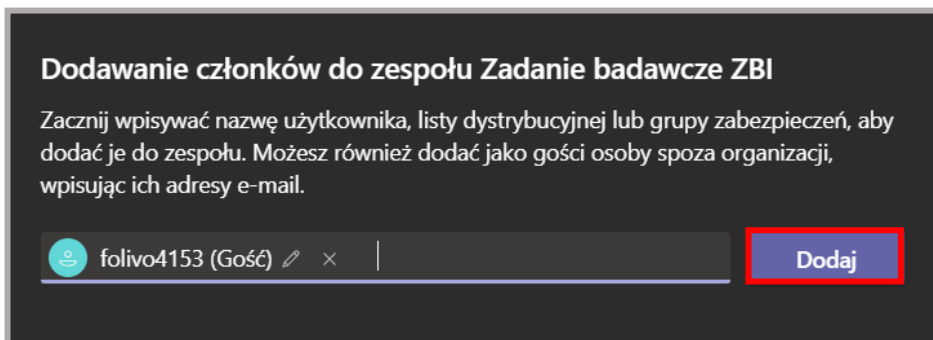 Dodawanie członków do zespołu Zadanie badawcze ZBI
Zacznij wpisywać nazwę użytkownika, listy dystrybucyjnej lub grupy zabezpieczeń, aby
dodać je do zespołu. Możesz również dodać jako gości osoby spoza organizacji,
wpisując ich adresy e-mail.
folivo4153 (Gość)
Dodaj